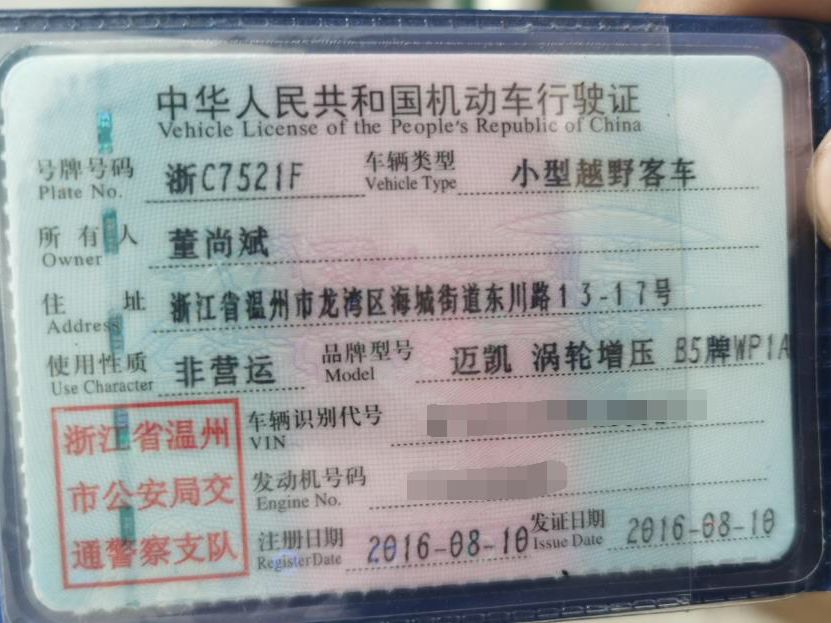 中华人民共和国机动车行驶证
Vehicle License of the People's Republic of China
号牌号码 浙C7521F 车辆类型 小型越野客车
Plate No. Vehicle Type
所有人 董尚斌
Owner
住址 浙江省温州市龙湾区海城街道东川路13-17号
Address
使用性质 非营运 品牌型号 迈凯 涡轮增压 B5牌WP1A
Use Character Model
浙江省温州
市公安局交
通警察支队
车辆识别代号
VIN
发动机号码
Engine No.
注册日期 2016-08-10 发证日期 2016-08-10
Register Date Issue Date